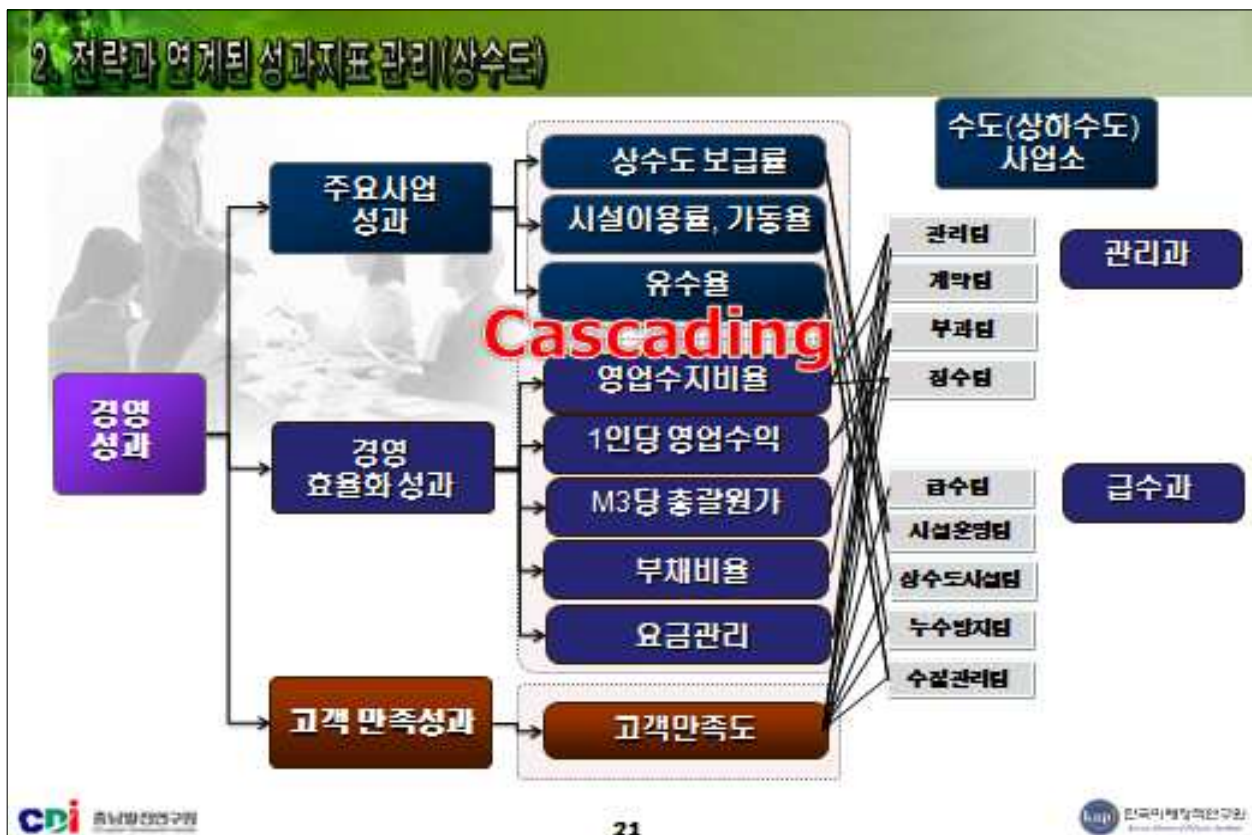 2. 전략과 연계된 성과지표 관리(상수도)
수도(상하수도)
사업소
상수도 보급률
주요사업
성과
시설이용률, 가동율
유수율
관리팀
계약팀
부과팀
정수팀
관리과
Cascading
경영
성과
영업수지비율
1인당 영업수익
경영
효율화 성과
M3당 총괄원가
부채비율
요금관리
급수팀
시설운영팀
상수도시설팀
누수방지팀
수질관리팀
급수과
고객 만족성과
고객만족도
CDI 충남발전연구원
21
한국미래정책연구원